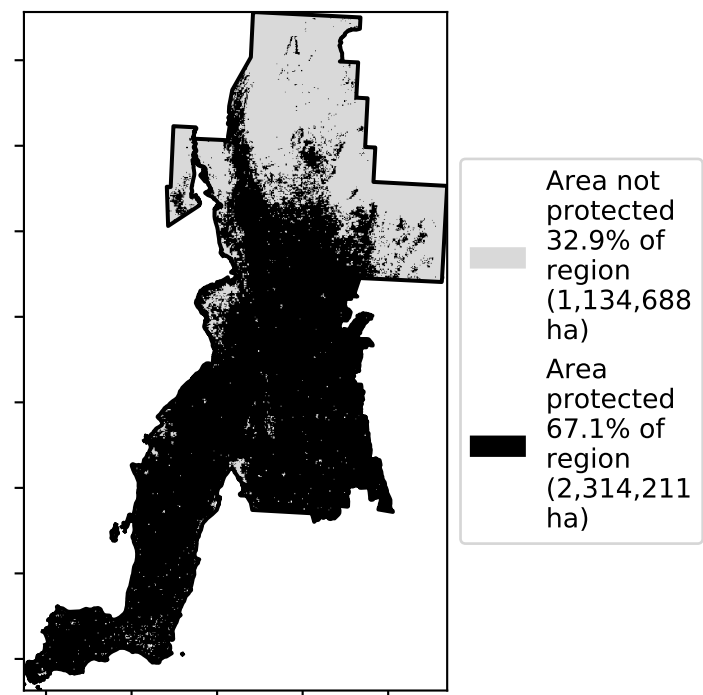 Area not
protected
32.9% of
region
(1,134,688
ha)
Area
protected
67.1% of
region
(2,314,211
ha)